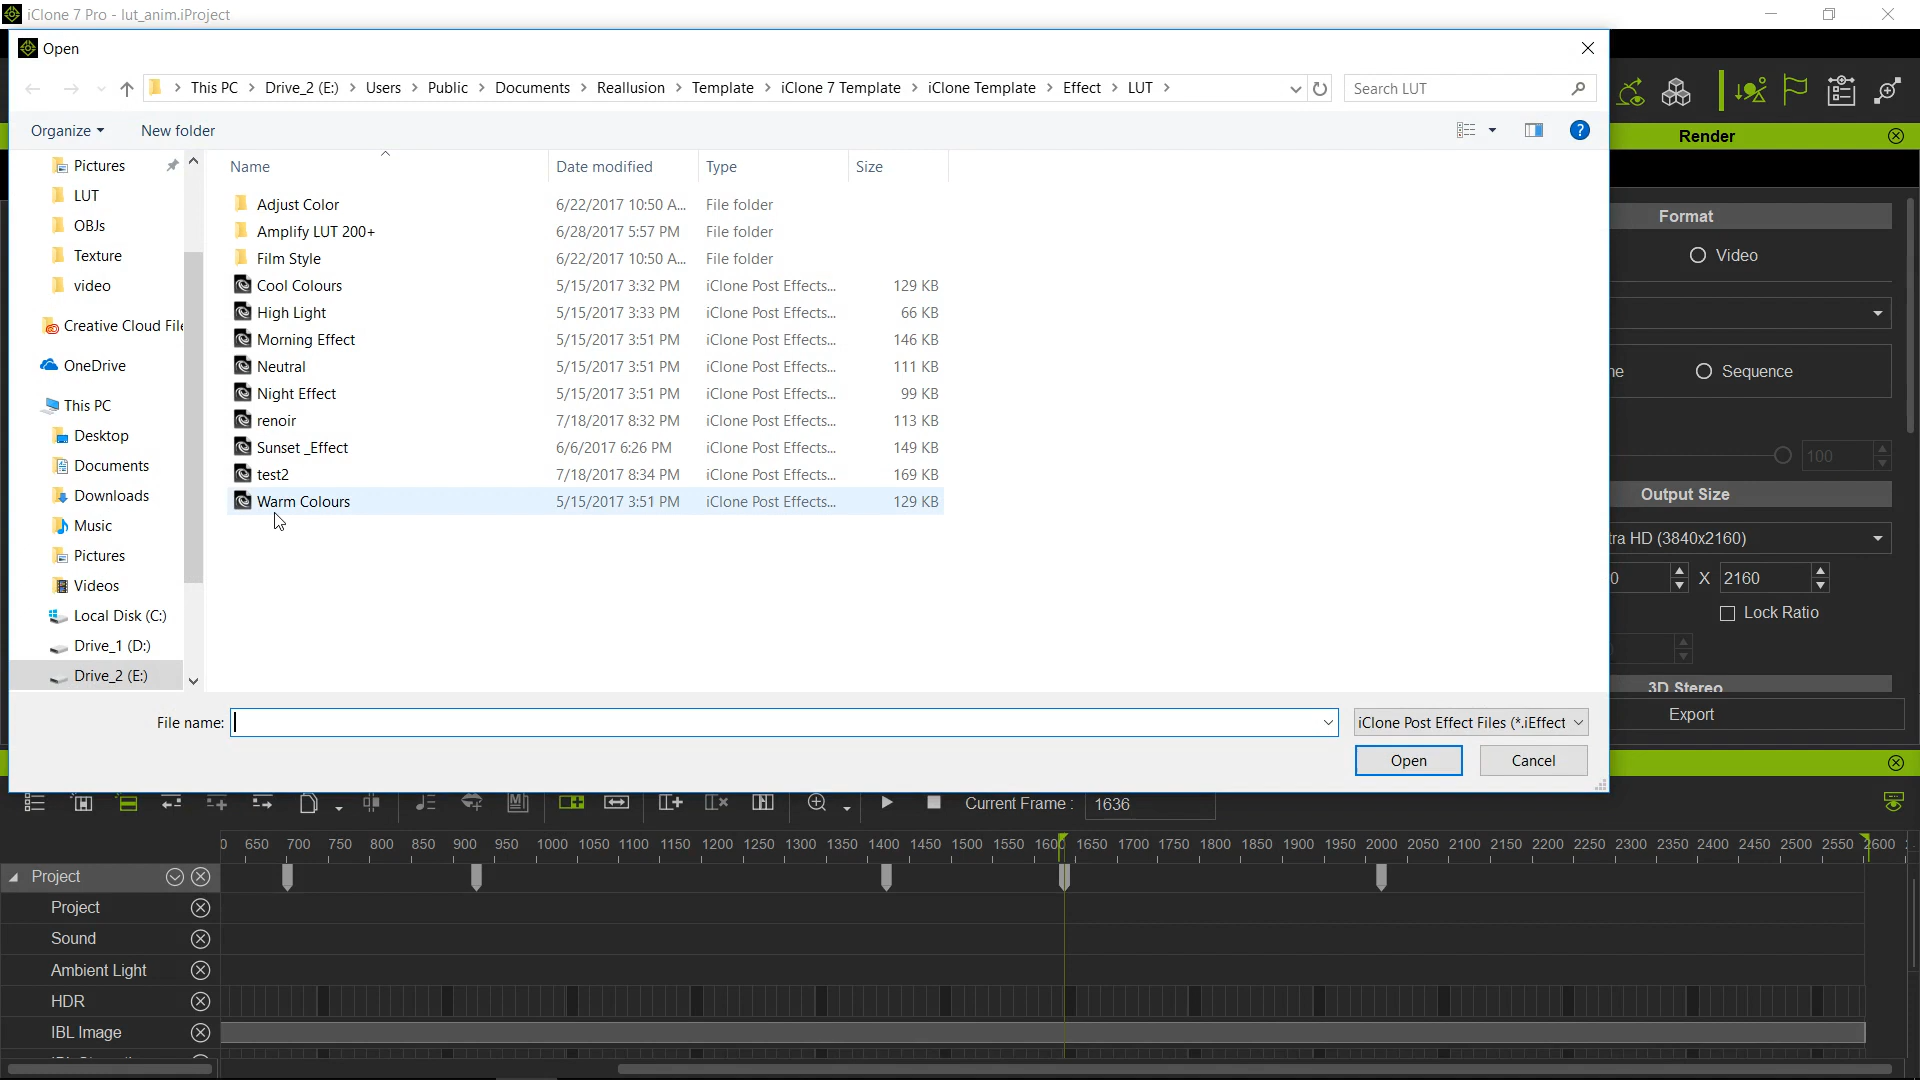 iClone 7 Pro - lut_anim.iProject
Open
This PC > Drive_2 (E:) > Users > Public > Documents > Reallusion > Template > iClone 7 Template > iClone Template > Effect > LUT >
Search LUT
Organize
New folder
?
Render
Name
Date modified
Type
Size
Pictures
LUT
OBJs
Texture
video
Creative Cloud File
OneDrive
This PC
Desktop
Documents
Downloads
Music
Pictures
Videos
Local Disk (C:)
Drive_1 (D:)
Drive_2 (E:)
Adjust Color 6/22/2017 10:50 A... File folder
Amplify LUT 200+ 6/28/2017 5:57 PM File folder
Film Style 6/22/2017 10:50 A... File folder
Cool Colours 5/15/2017 3:32 PM iClone Post Effects... 129 KB
High Light 5/15/2017 3:33 PM iClone Post Effects... 66 KB
Morning Effect 5/15/2017 3:51 PM iClone Post Effects... 146 KB
Neutral 5/15/2017 3:51 PM iClone Post Effects... 111 KB
Night Effect 5/15/2017 3:51 PM iClone Post Effects... 99 KB
renoir 7/18/2017 8:32 PM iClone Post Effects... 113 KB
Sunset _Effect 6/6/2017 6:26 PM iClone Post Effects... 149 KB
test2 7/18/2017 8:34 PM iClone Post Effects... 169 KB
Warm Colours 5/15/2017 3:51 PM iClone Post Effects... 129 KB
Format
Video
ne
Sequence
100
Output Size
tra HD (3840x2160)
0 X 2160
Lock Ratio
3D Stereo
Export
File name:
iClone Post Effect Files (*.iEffect
Open
Cancel
Current Frame : 1636
0 650 700 750 800 850 900 950 1000 1050 1100 1150 1200 1250 1300 1350 1400 1450 1500 1550 1600 1650 1700 1750 1800 1850 1900 1950 2000 2050 2100 2150 2200 2250 2300 2350 2400 2450 2500 2550 2600
Project
Project
Sound
Ambient Light
HDR
IBL Image